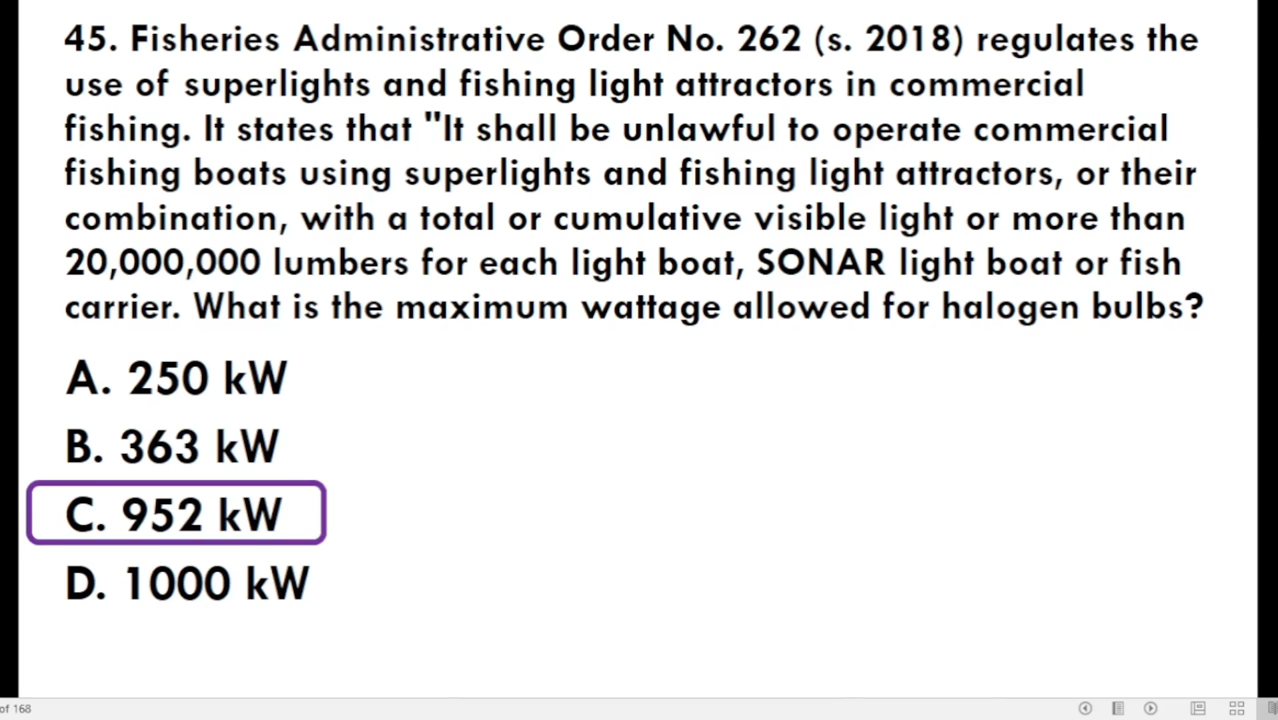 45. Fisheries Administrative Order No. 262 (s. 2018) regulates the
use of superlights and fishing light attractors in commercial
fishing. It states that "It shall be unlawful to operate commercial
fishing boats using superlights and fishing light attractors, or their
combination, with a total or cumulative visible light or more than
20,000,000 lumbers for each light boat, SONAR light boat or fish
carrier. What is the maximum wattage allowed for halogen bulbs?
A. 250 kW
B. 363 kW
C. 952 kW
D. 1000 kW
of 168